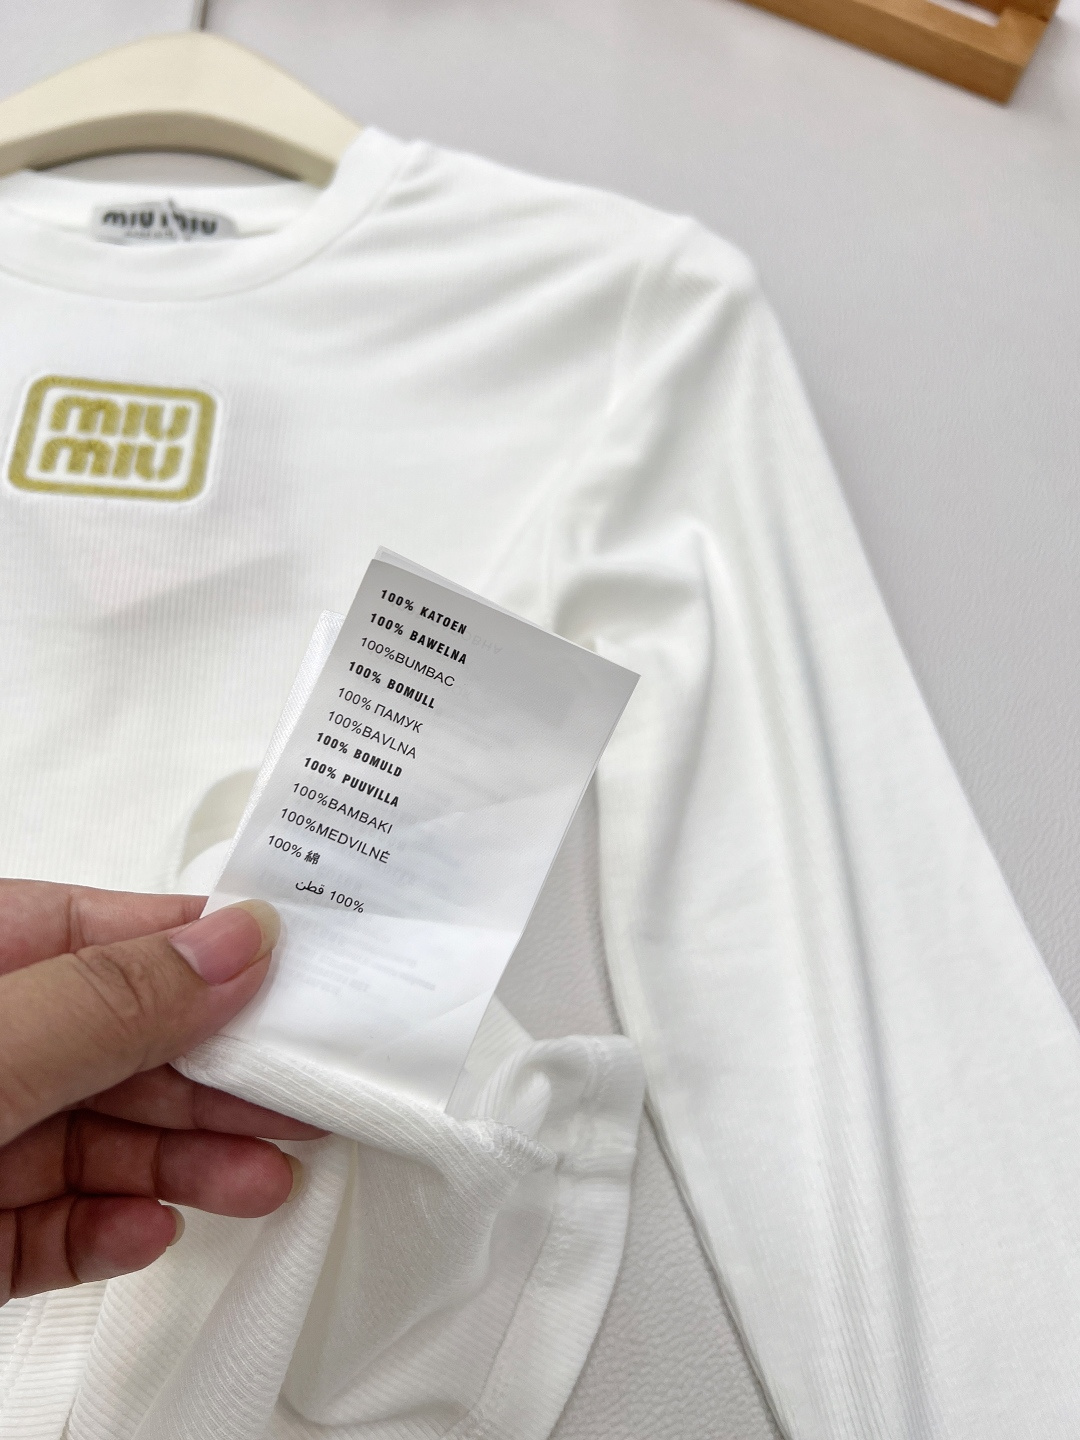 miu miu
miu
miu
100% KATOEN
100% BAWELNA
100%BUMBAC
100% BOMULL
100% ПАМУК
100%BAVLNA
100% BOMULD
100% PUUVILLA
100%BAMBAKI
100%MEDVILNĖ
100% 綿
100% قطن